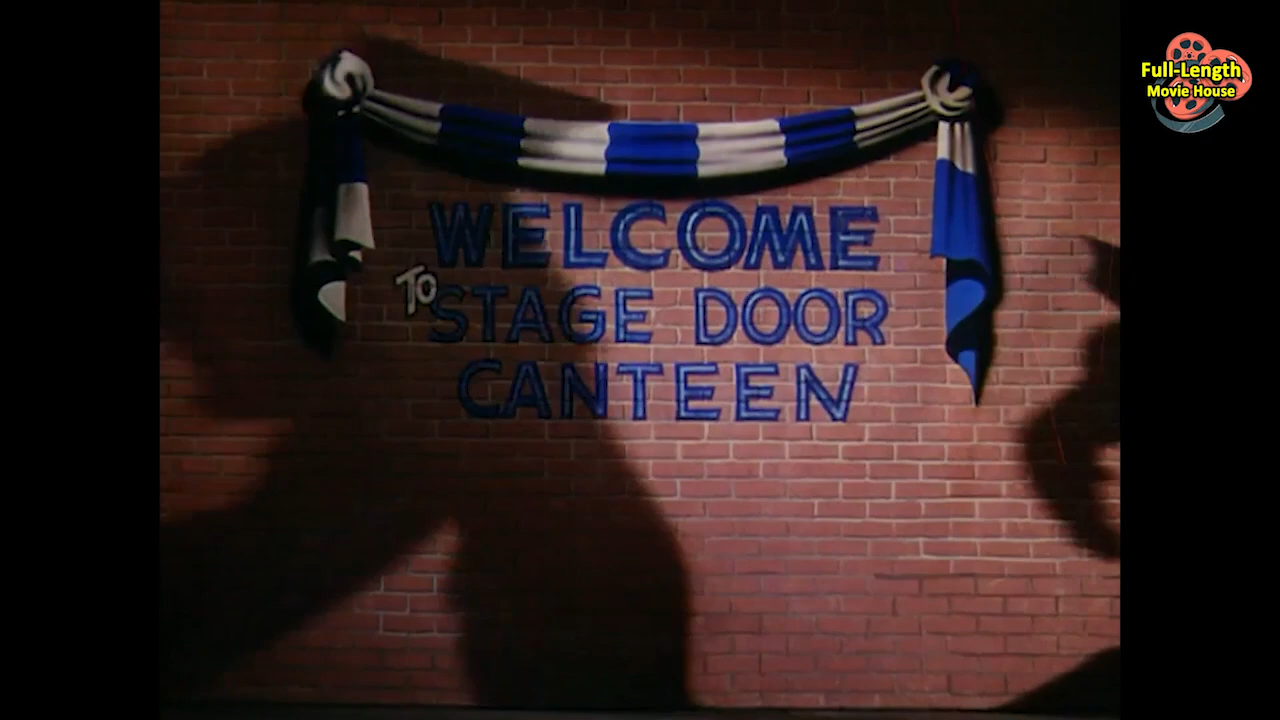 WELCOME
TO STAGE DOOR
CANTEEN
Full-Length
Movie House